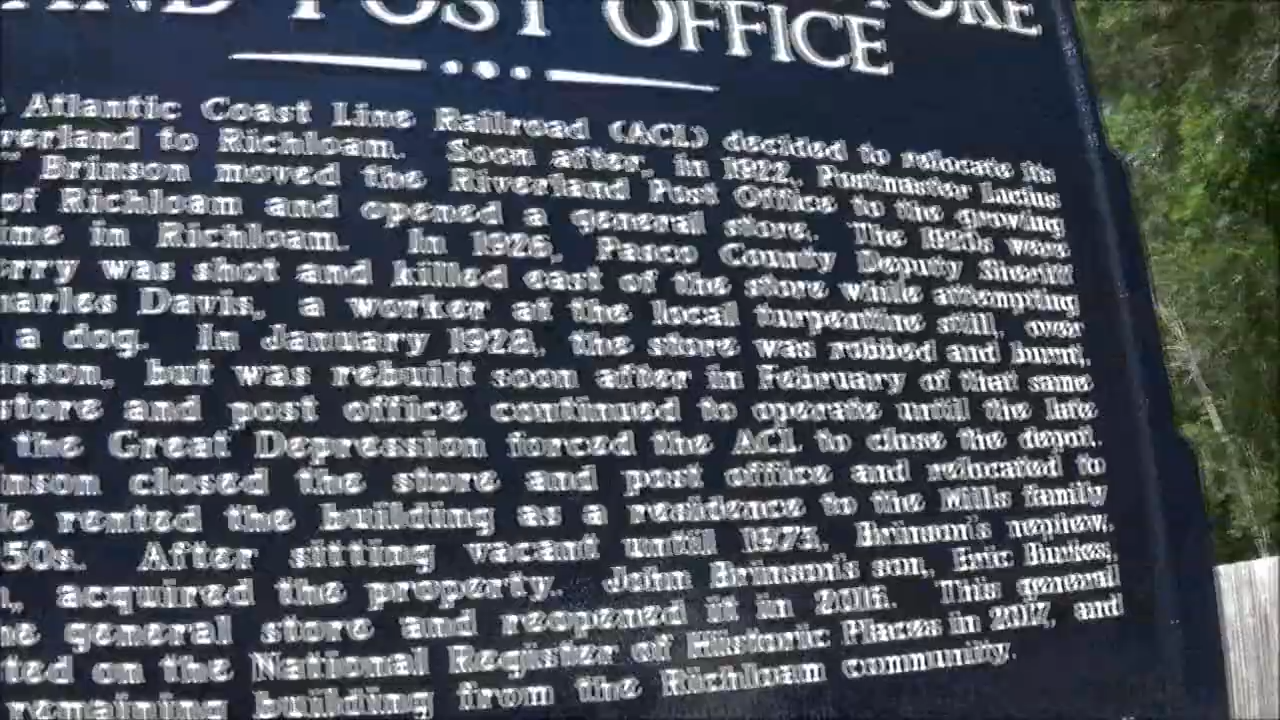 AND POST OFFICE
Atlantic Coast Line Railroad (ACL) decided to relocate its
verland to Richloam. Soon after, in 1922, Postmaster Lucius
" Brinson moved the Riverland Post Office to the growing
of Richloam and opened a general store. The 1920s were
ime in Richloam. In 1926, Pasco County Deputy Sheriff
rry was shot and killed east of the store while attempting
harles Davis, a worker at the local turpentine still, over
a dog. In January 1928, the store was robbed and burnt,
arson, but was rebuilt soon after in February of that same
store and post office continued to operate until the late
the Great Depression forced the ACL to close the depot.
inson closed the store and post office and relocated to
le rented the building as a residence to the Mills family
50s. After sitting vacant until 1973, Brinson's nephew,
n, acquired the property. John Brinson's son, Eric Burkes,
he general store and reopened it in 2016. This general
ted on the National Register of Historic Places in 2017, and
remaining building from the Richloam community.